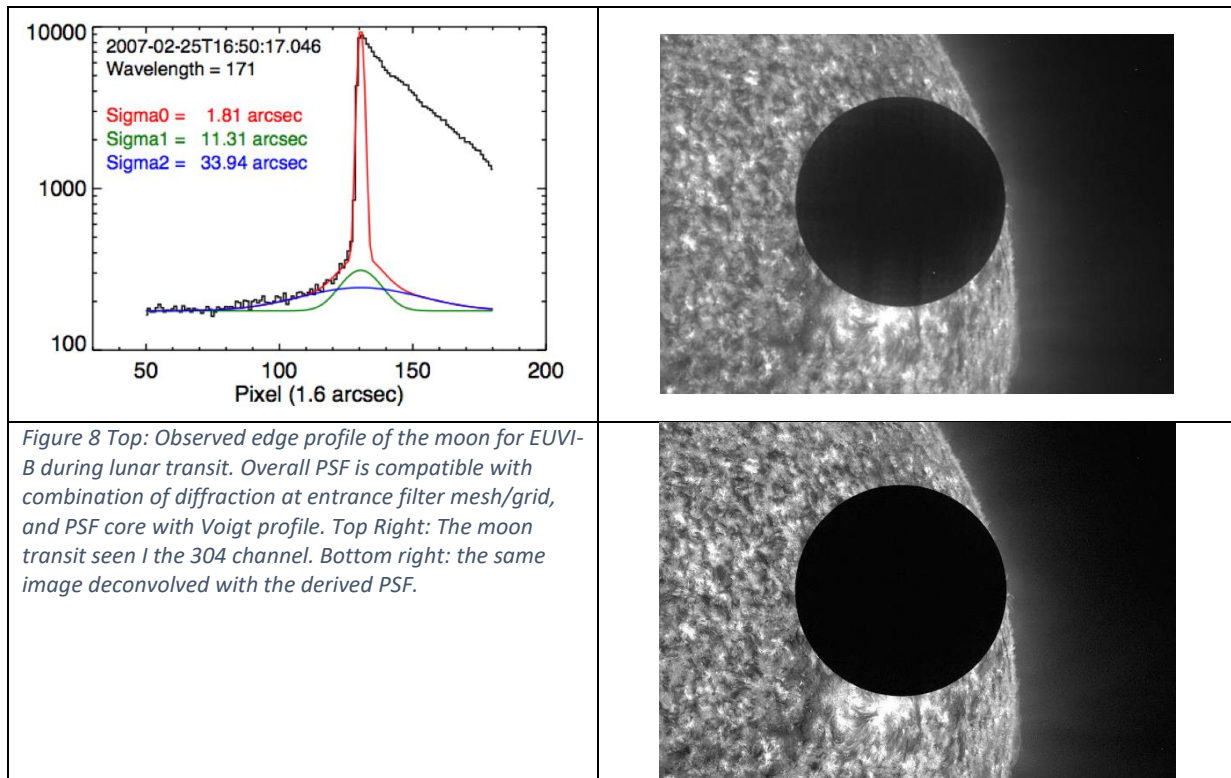 10000
2007-02-25T16:50:17.046
Wavelength = 171
Sigma0 = 1.81 arcsec
Sigma1 = 11.31 arcsec
Sigma2 = 33.94 arcsec
1000
100
50 100 150 200
Pixel (1.6 arcsec)
Figure 8 Top: Observed edge profile of the moon for EUVI-
B during lunar transit. Overall PSF is compatible with
combination of diffraction at entrance filter mesh/grid,
and PSF core with Voigt profile. Top Right: The moon
transit seen I the 304 channel. Bottom right: the same
image deconvolved with the derived PSF.